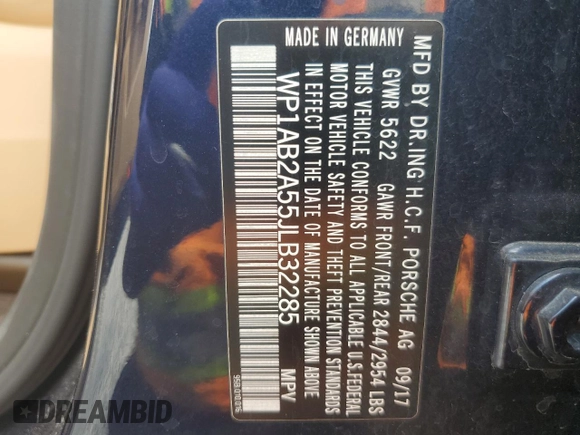 MFD BY DR.ING H.C.F. PORSCHE AG 09/17
GVWR 5622 GAWR FRONT/REAR 2844/2954 LBS
THIS VEHICLE CONFORMS TO ALL APPLICABLE U.S.FEDERAL
MOTOR VEHICLE SAFETY AND THEFT PREVENTION STANDARDS
IN EFFECT ON THE DATE OF MANUFACTURE SHOWN ABOVE
WP1AB2A55JLB32285 MPV
MADE IN GERMANY
DREAMBID